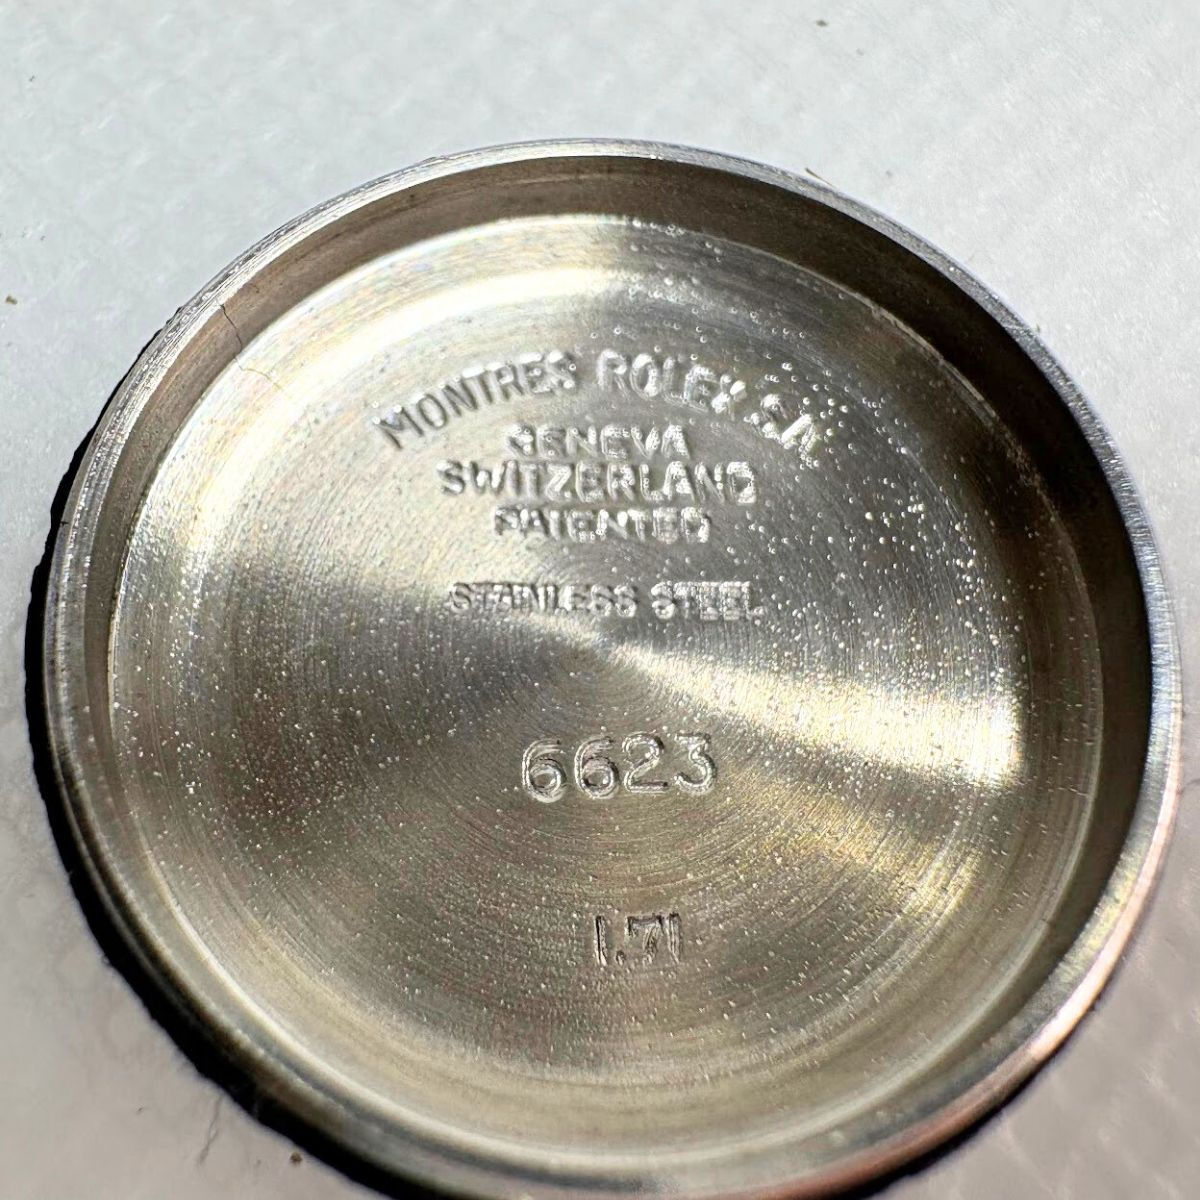 MONTRES ROLEX S.A.
GENEVA
SWITZERLAND
PATENTED
STAINLESS STEEL
6623
I.71